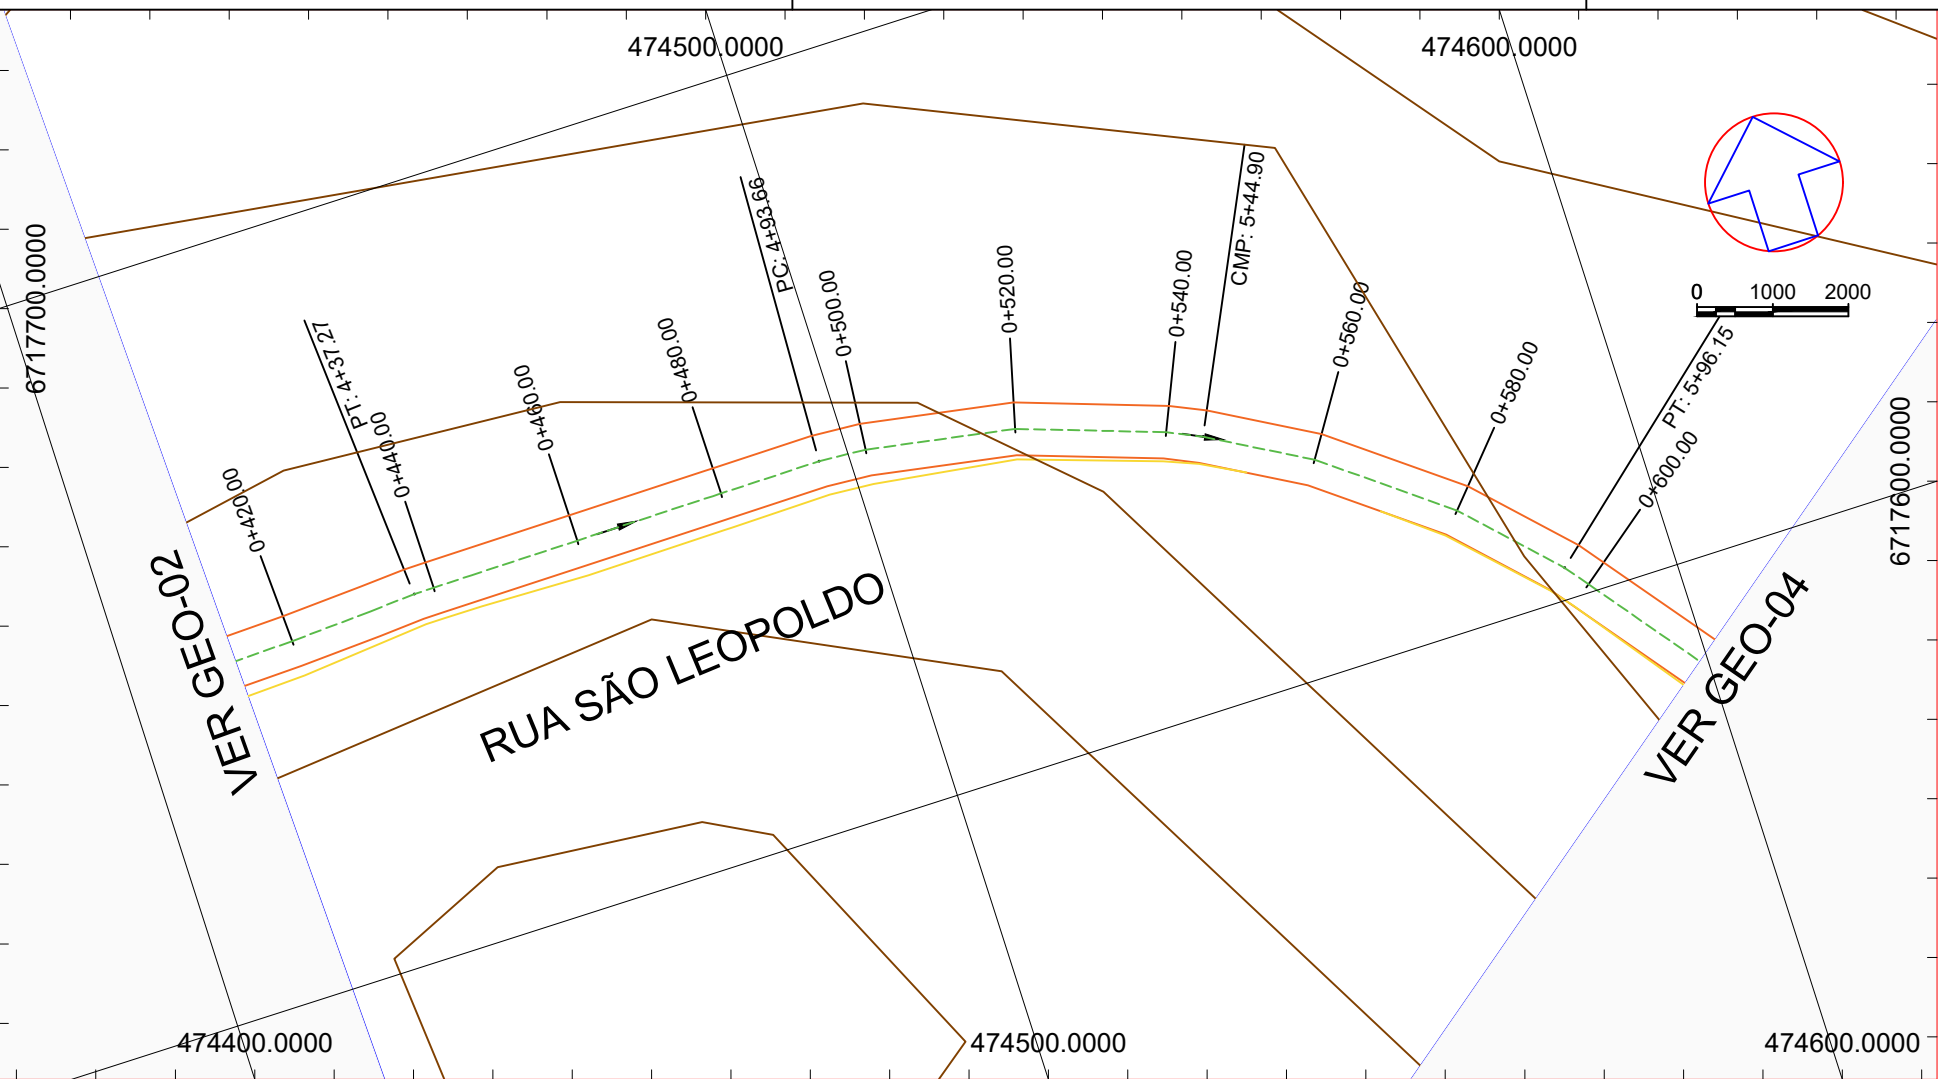 474500.0000
474600.0000
6717700.0000
0 1000 2000
PC: 4+93.66
CMP: 5+44.90
0+500.00
0+520.00
0+540.00
0+560.00
PT: 4+37.27
0+480.00
0+580.00
PT: 5+96.15
0+460.00
0+440.00
0+420.00
0+600.00
6717600.0000
VER GEO-02
RUA SÃO LEOPOLDO
VER GEO-04
474400.0000
474500.0000
474600.0000